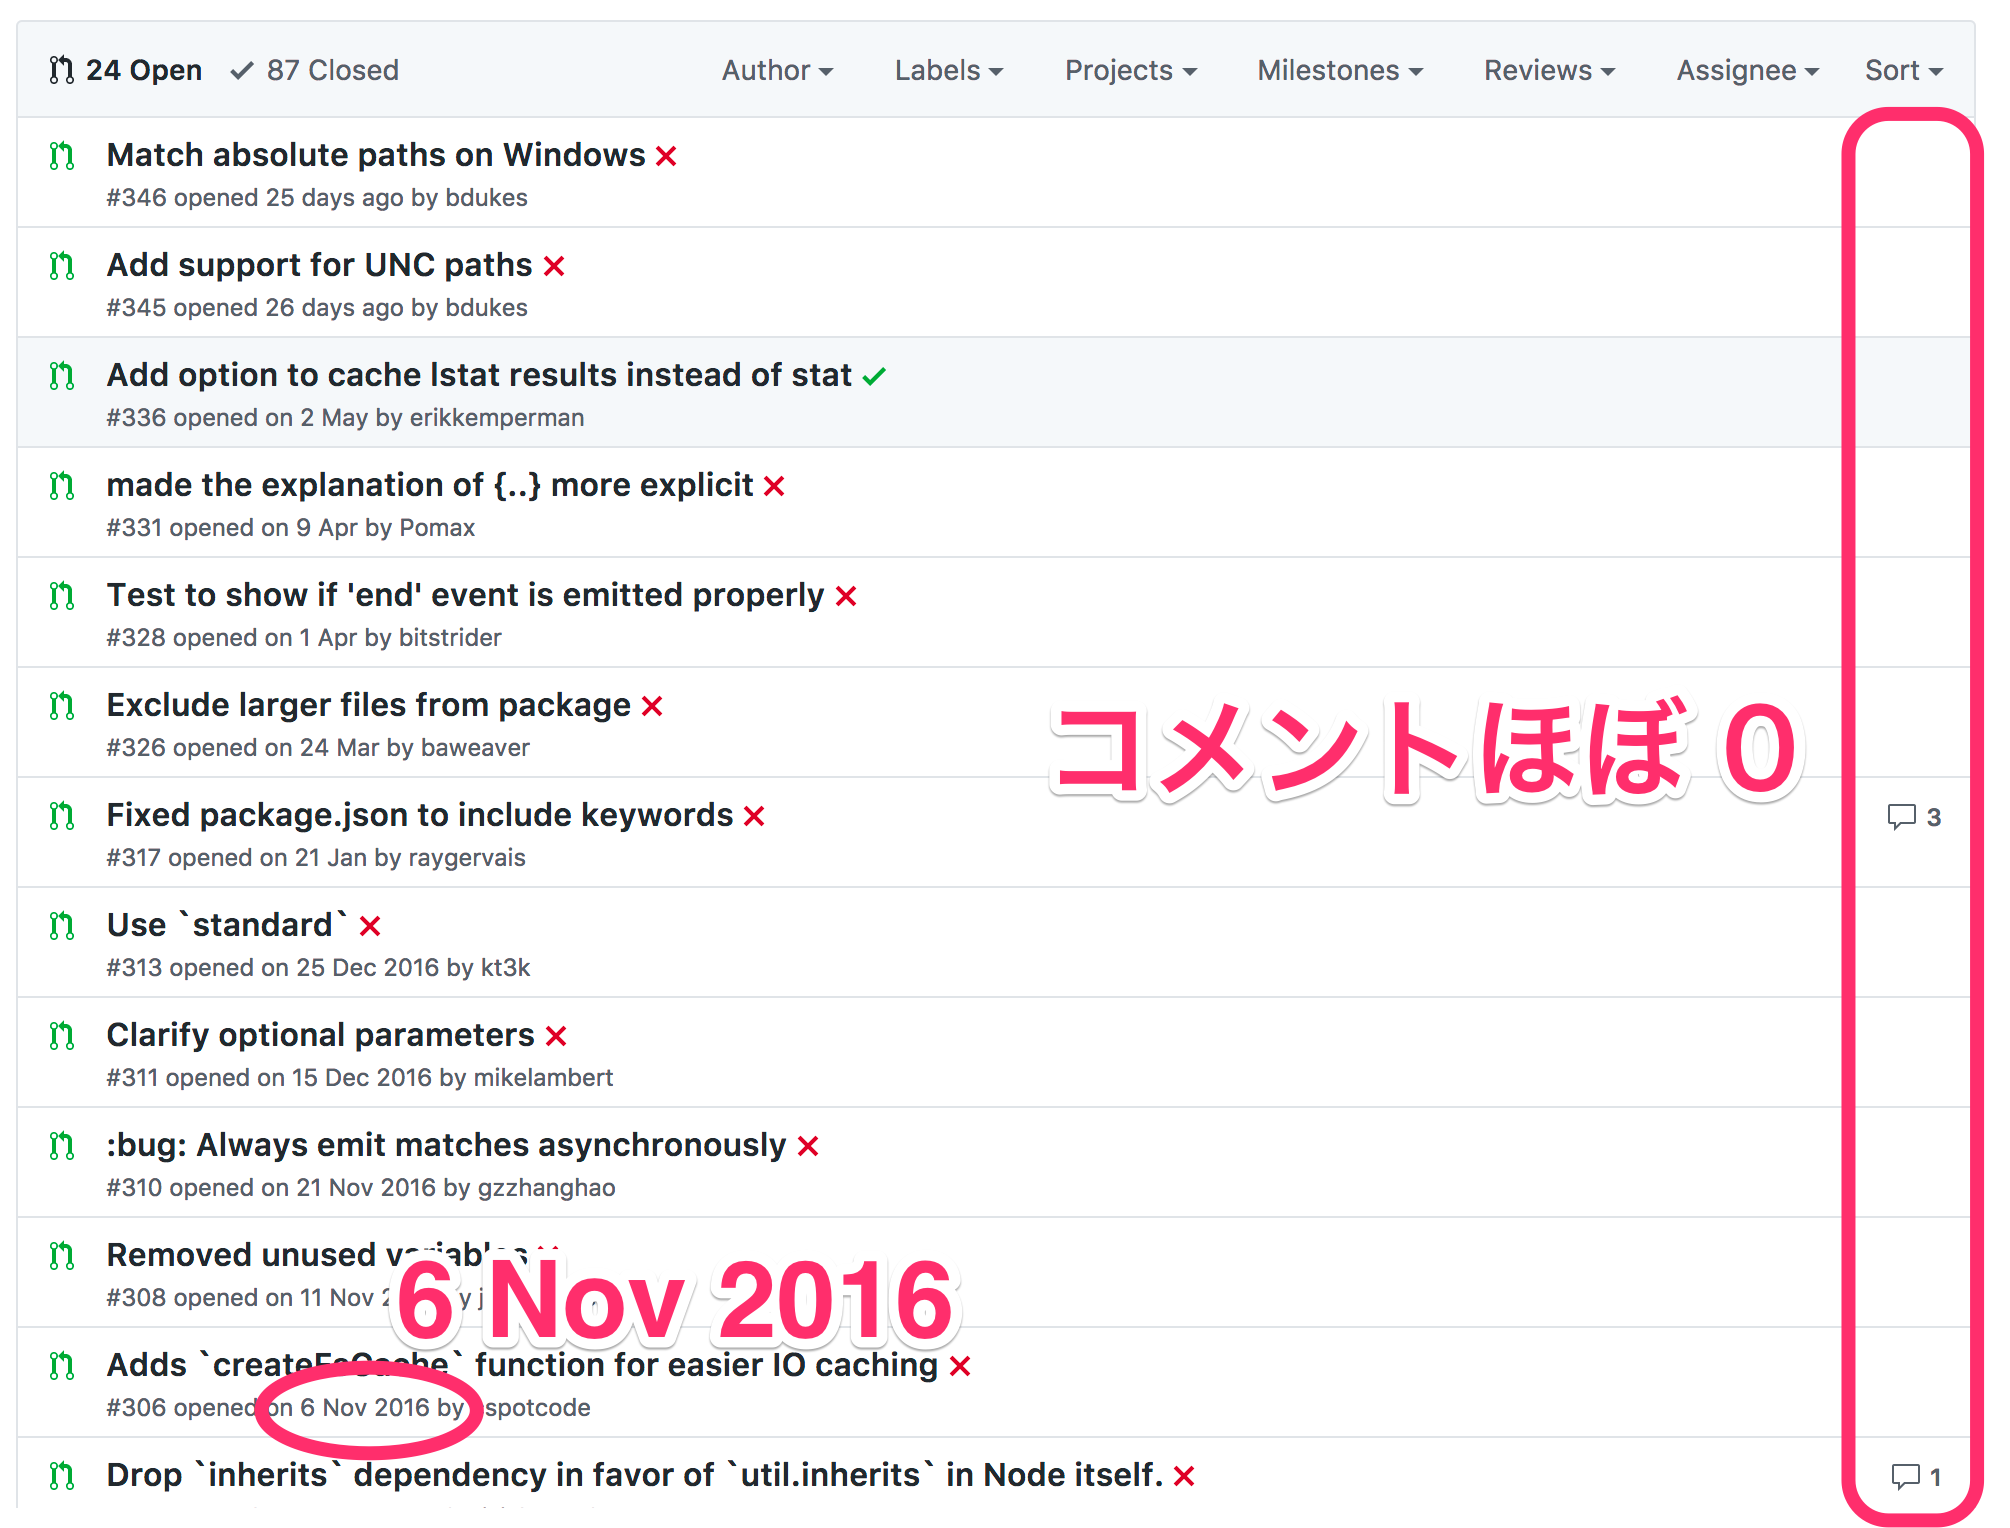 24 Open 87 Closed Author Labels Projects Milestones Reviews Assignee Sort
Match absolute paths on Windows
#346 opened 25 days ago by bdukes
Add support for UNC paths
#345 opened 26 days ago by bdukes
Add option to cache lstat results instead of stat
#336 opened on 2 May by erikkemperman
made the explanation of {..} more explicit
#331 opened on 9 Apr by Pomax
Test to show if 'end' event is emitted properly
#328 opened on 1 Apr by bitstrider
Exclude larger files from package
#326 opened on 24 Mar by baweaver
コメントほぼ 0
Fixed package.json to include keywords 3
#317 opened on 21 Jan by raygervais
Use `standard`
#313 opened on 25 Dec 2016 by kt3k
Clarify optional parameters
#311 opened on 15 Dec 2016 by mikelambert
:bug: Always emit matches asynchronously
#310 opened on 21 Nov 2016 by gzzhanghao
Removed unused variables
#308 opened on 11 Nov
6 Nov 2016
Adds `createFsCache` function for easier IO caching
#306 opened on 6 Nov 2016 by spotcode
Drop `inherits` dependency in favor of `util.inherits` in Node itself. 1